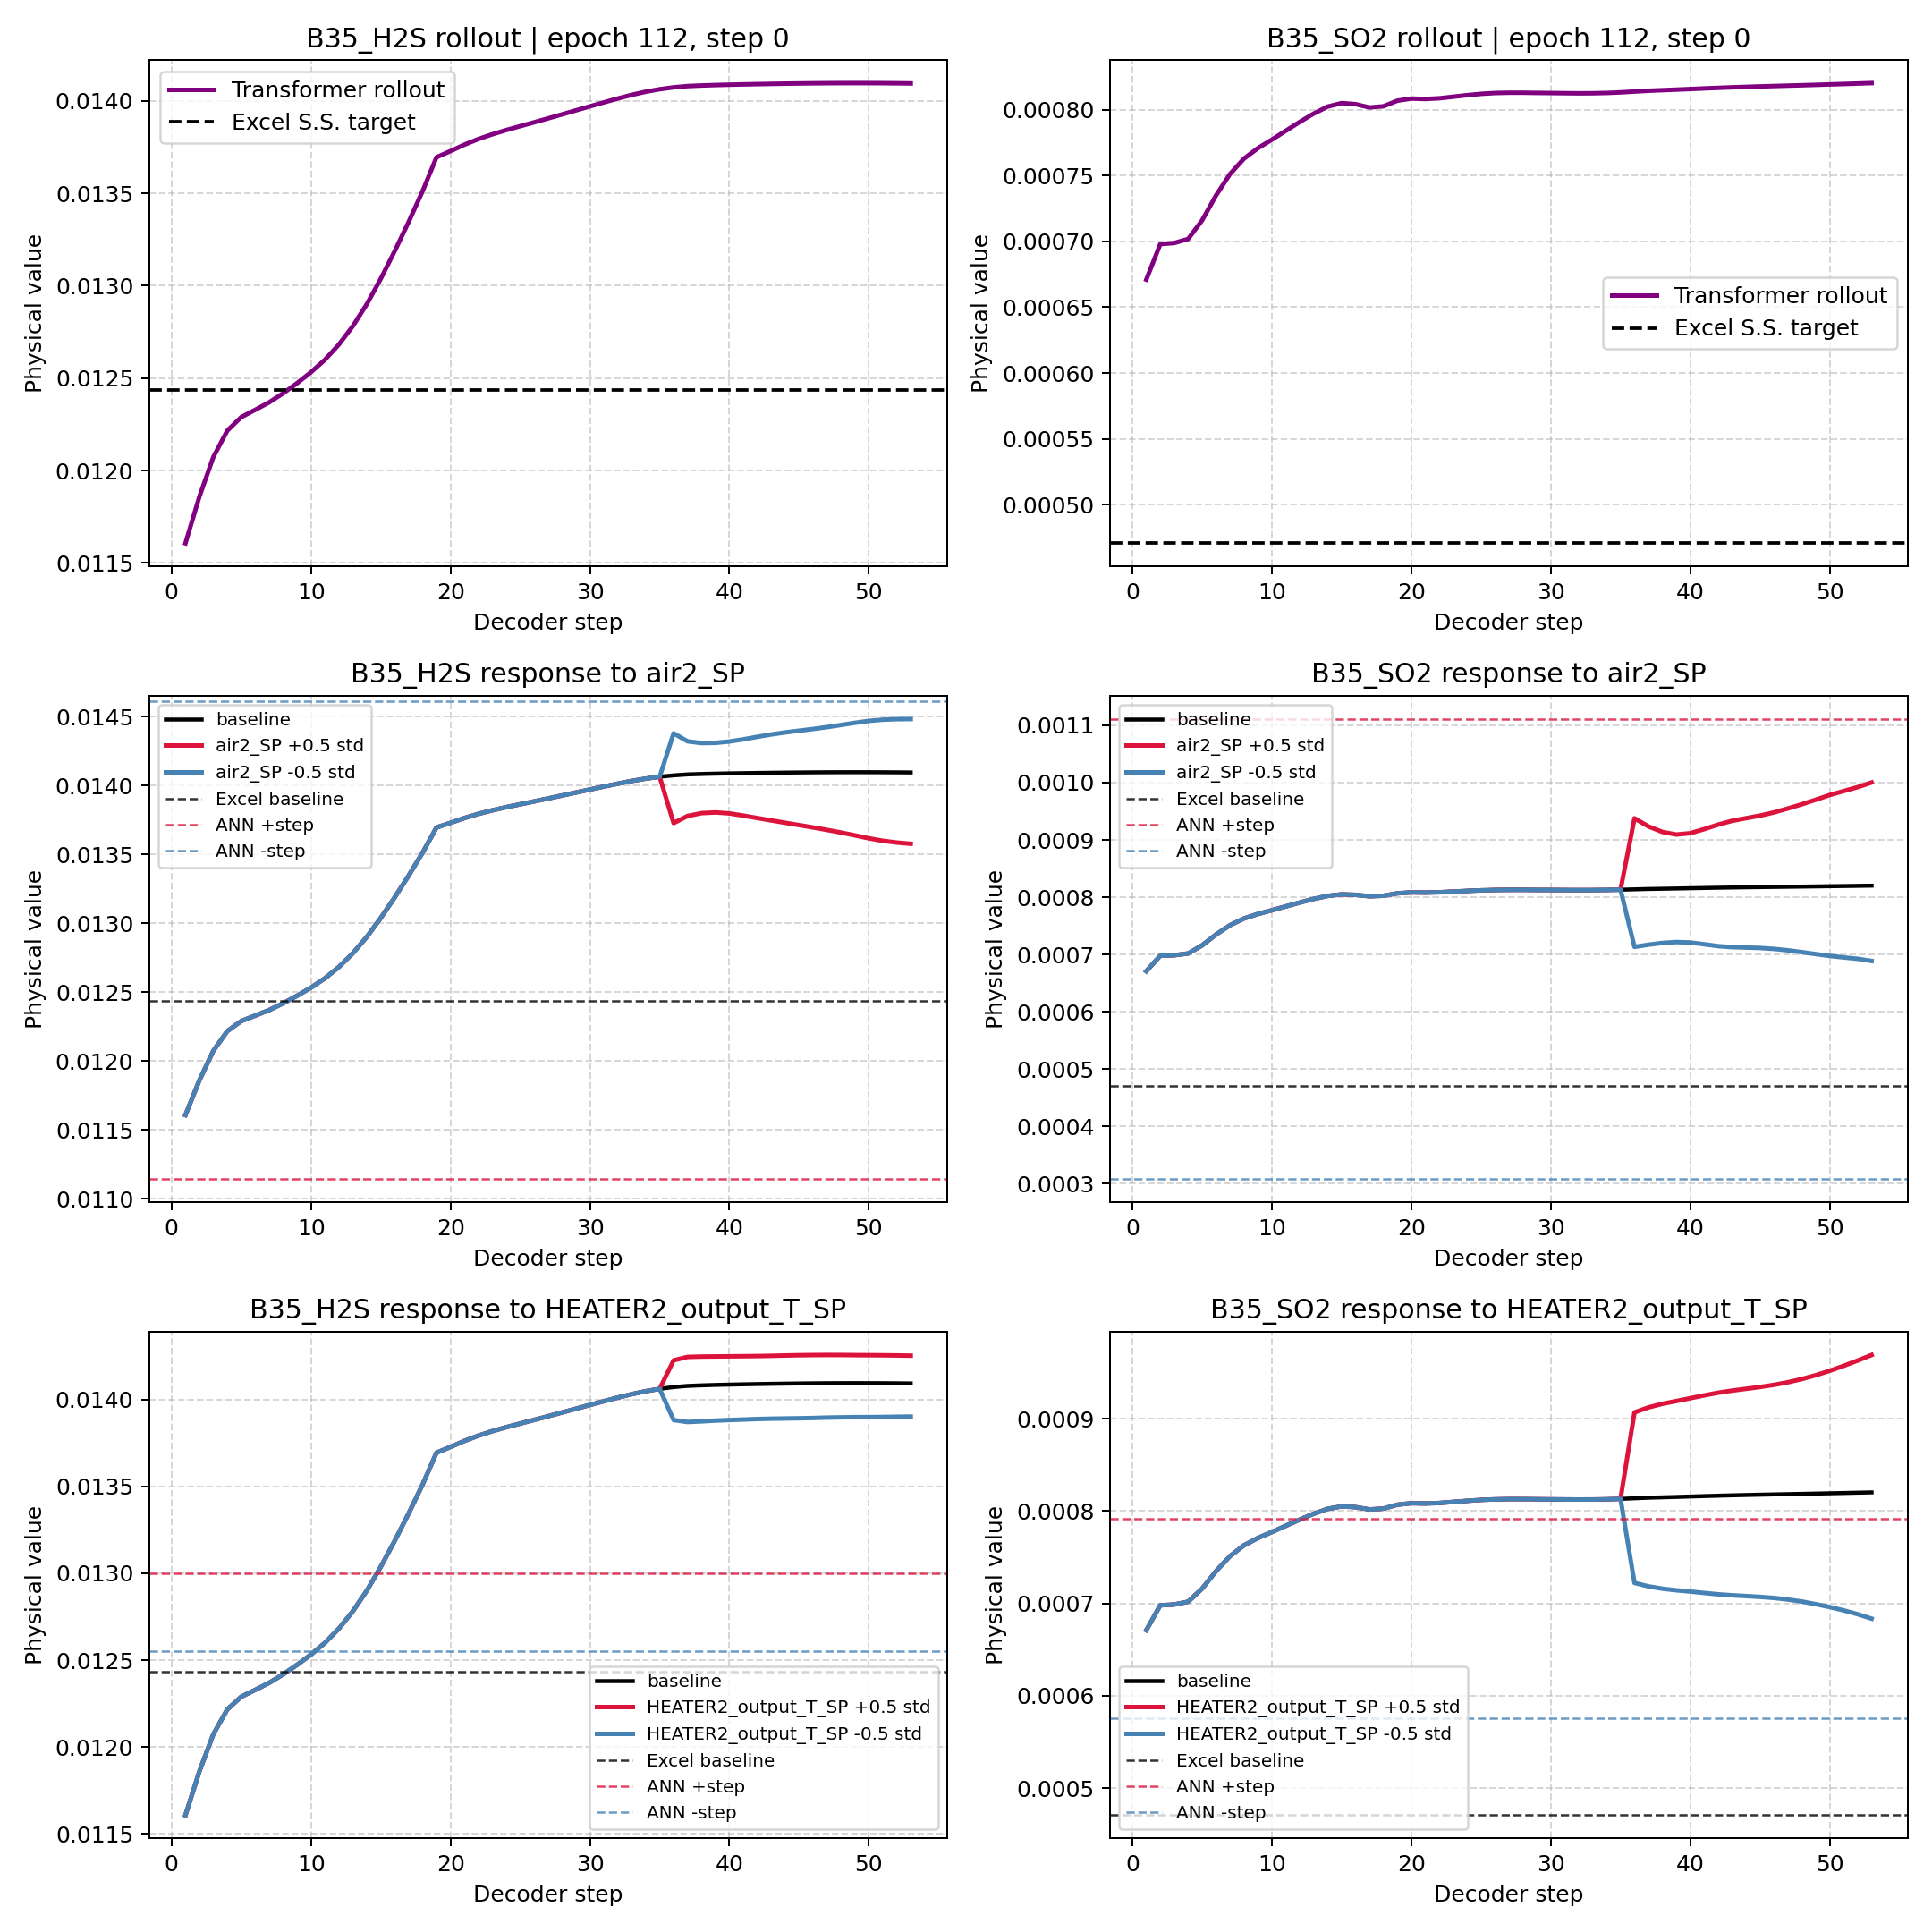 B35_H2S rollout | epoch 112, step 0
Physical value
0.0140
0.0135
0.0130
0.0125
0.0120
0.0115
Transformer rollout
Excel S.S. target
0 10 20 30 40 50
Decoder step
B35_SO2 rollout | epoch 112, step 0
Physical value
0.00080
0.00075
0.00070
0.00065
0.00060
0.00055
0.00050
Transformer rollout
Excel S.S. target
0 10 20 30 40 50
Decoder step
B35_H2S response to air2_SP
Physical value
0.0145
0.0140
0.0135
0.0130
0.0125
0.0120
0.0115
0.0110
baseline
air2_SP +0.5 std
air2_SP -0.5 std
Excel baseline
ANN +step
ANN -step
0 10 20 30 40 50
Decoder step
B35_SO2 response to air2_SP
Physical value
0.0011
0.0010
0.0009
0.0008
0.0007
0.0006
0.0005
0.0004
0.0003
baseline
air2_SP +0.5 std
air2_SP -0.5 std
Excel baseline
ANN +step
ANN -step
0 10 20 30 40 50
Decoder step
B35_H2S response to HEATER2_output_T_SP
Physical value
0.0140
0.0135
0.0130
0.0125
0.0120
0.0115
baseline
HEATER2_output_T_SP +0.5 std
HEATER2_output_T_SP -0.5 std
Excel baseline
ANN +step
ANN -step
0 10 20 30 40 50
Decoder step
B35_SO2 response to HEATER2_output_T_SP
Physical value
0.0009
0.0008
0.0007
0.0006
0.0005
baseline
HEATER2_output_T_SP +0.5 std
HEATER2_output_T_SP -0.5 std
Excel baseline
ANN +step
ANN -step
0 10 20 30 40 50
Decoder step